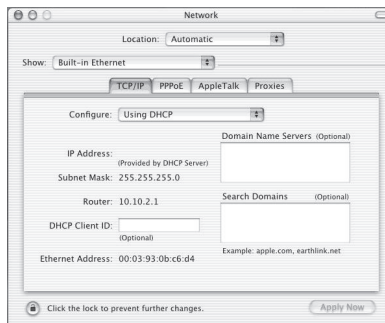 Network
Location: Automatic
Show: Built-in Ethernet
TCP/IP PPPoE AppleTalk Proxies
Configure: Using DHCP
Domain Name Servers (Optional)
IP Address:
(Provided by DHCP Server)
Subnet Mask: 255.255.255.0
Router: 10.10.2.1
Search Domains (Optional)
DHCP Client ID:
(Optional)
Example: apple.com, earthlink.net
Ethernet Address: 00:03:93:0b:c6:d4
Click the lock to prevent further changes.
Apply Now